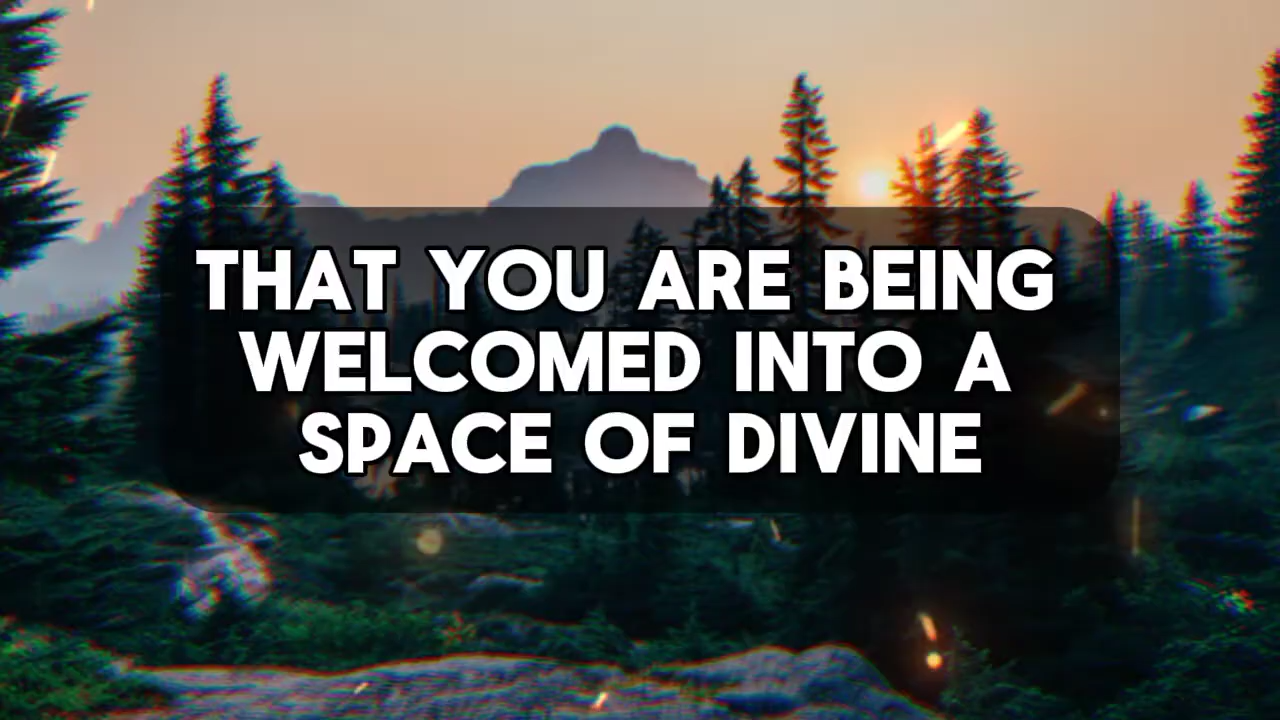 THAT YOU ARE BEING
WELCOMED INTO A
SPACE OF DIVINE